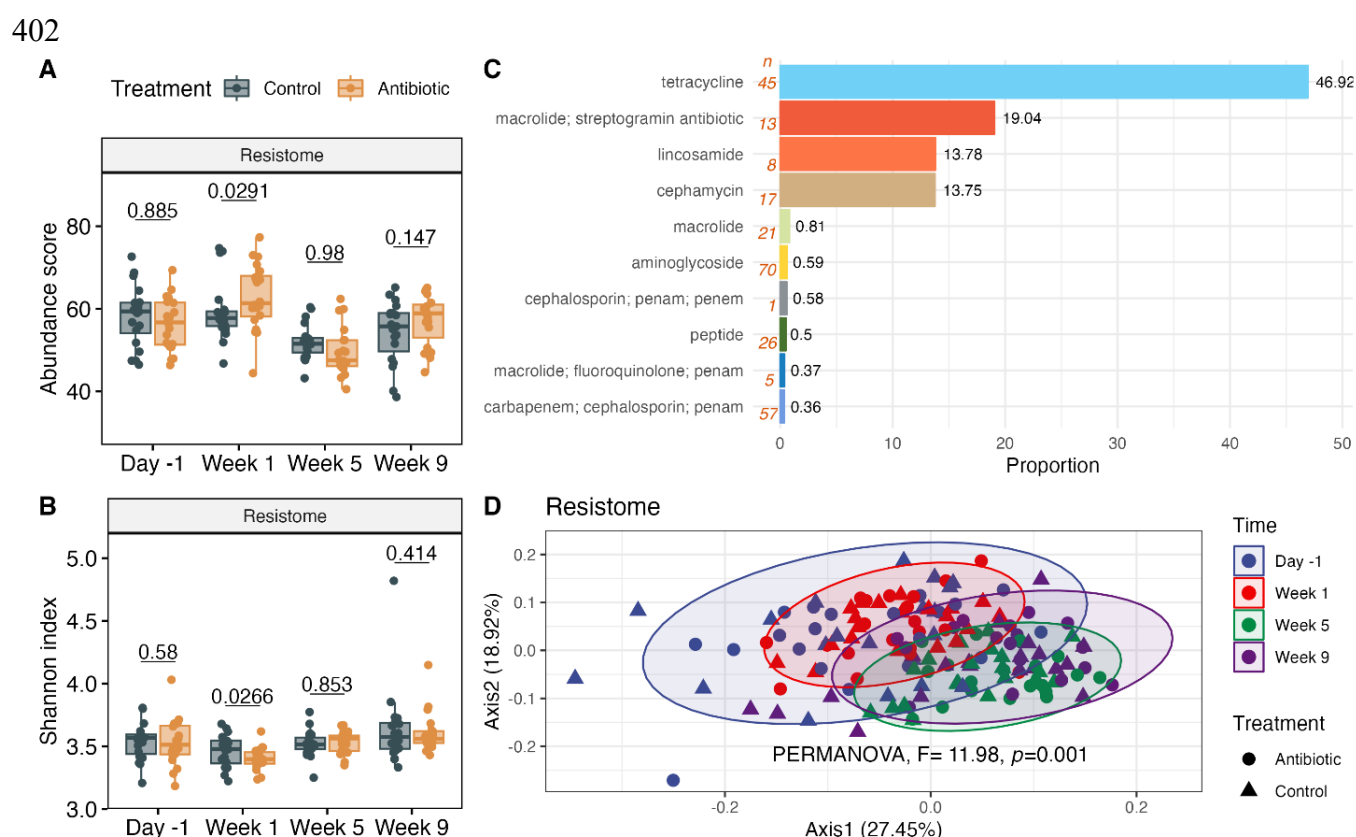 402
A
Treatment Control Antibiotic
Resistome
0.885
0.0291
0.98
0.147
80
60
40
Abundance score
Day -1 Week 1 Week 5 Week 9
B
Resistome
0.58
0.0266
0.853
0.414
5.0
4.5
4.0
3.5
3.0
Shannon index
Day -1 Week 1 Week 5 Week 9
C
n
tetracycline 45 46.92
macrolide; streptogramin antibiotic 13 19.04
lincosamide 8 13.78
cephamycin 17 13.75
macrolide 21 0.81
aminoglycoside 70 0.59
cephalosporin; penam; penem 1 0.58
peptide 26 0.5
macrolide; fluoroquinolone; penam 5 0.37
carbapenem; cephalosporin; penam 57 0.36
0 10 20 30 40 50
Proportion
D Resistome
0.2
0.1
0.0
-0.1
-0.2
Axis2 (18.92%)
PERMANOVA, F= 11.98, p=0.001
-0.2 0.0 0.2
Axis1 (27.45%)
Time
Day -1
Week 1
Week 5
Week 9
Treatment
Antibiotic
Control